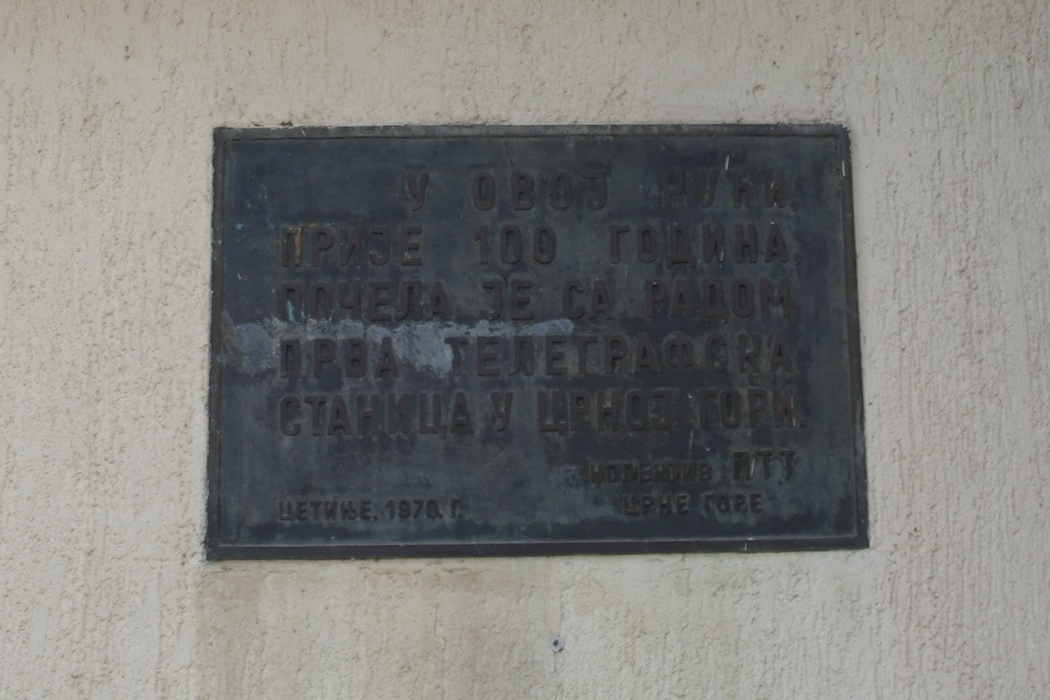 У ОВОЈ КУЋИ,
ПРИЈЕ 100 ГОДИНА,
ПОЧЕЛА ЈЕ СА РАДОМ
ПРВА ТЕЛЕГРАФСКА
СТАНИЦА У ЦРНОЈ ГОРИ.
КОЛЕКТИВ ПТТ
ЦРНЕ ГОРЕ
ЦЕТИЊЕ, 1970. Г.